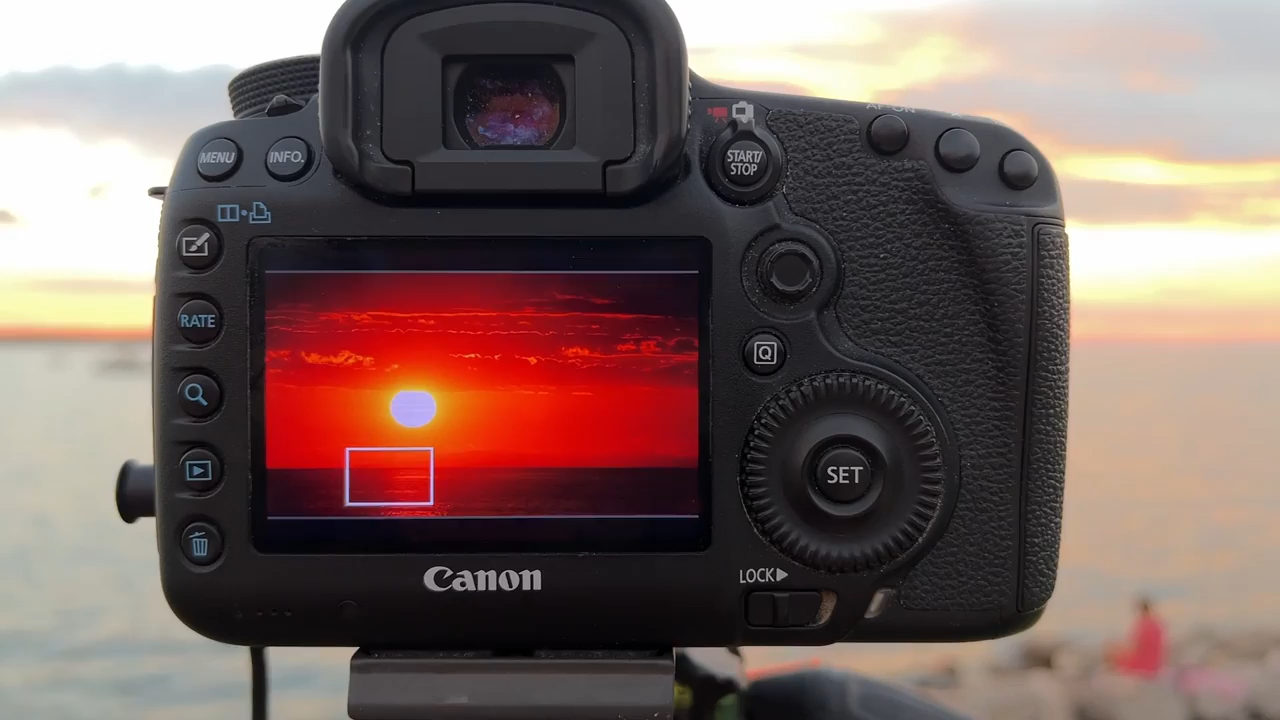 AF-ON
MENU
INFO.
START/
STOP
RATE
Q
SET
Canon
LOCK